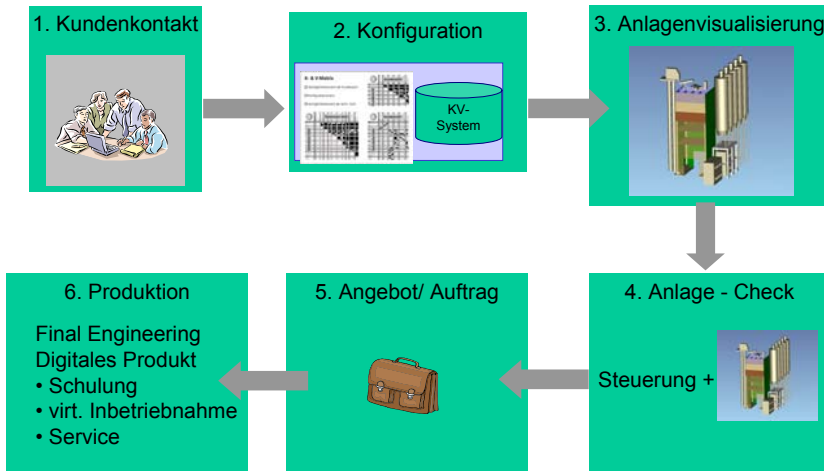 1. Kundenkontakt
2. Konfiguration
KV-
System
3. Anlagenvisualisierung
4. Anlage - Check
Steuerung +
5. Angebot/ Auftrag
6. Produktion
Final Engineering
Digitales Produkt
• Schulung
• virt. Inbetriebnahme
• Service